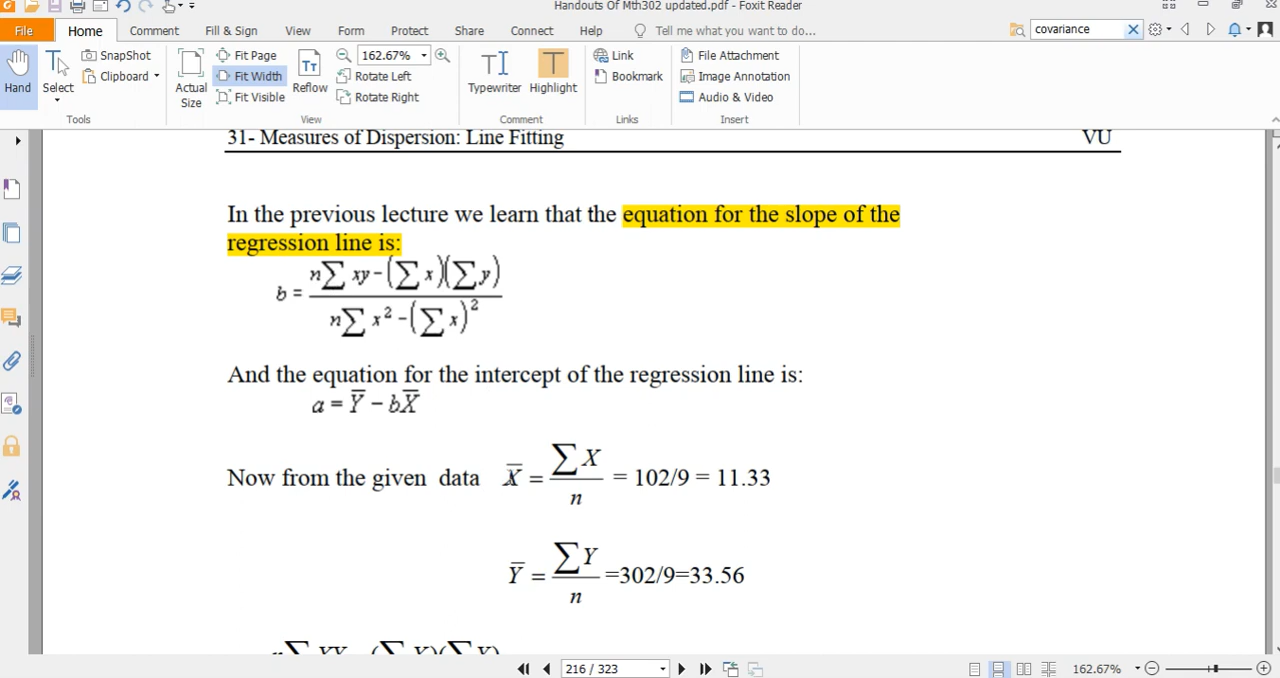 Handouts Of Mth302 updated.pdf - Foxit Reader
File Home Comment Fill & Sign View Form Protect Share Connect Help Tell me what you want to do... covariance
SnapShot Fit Page 162.67% Link File Attachment
Hand Select Clipboard Actual Size Fit Width Reflow Rotate Left Typewriter Highlight Bookmark Image Annotation
Fit Visible Rotate Right Audio & Video
Tools View Comment Links Insert
31- Measures of Dispersion: Line Fitting VU
In the previous lecture we learn that the equation for the slope of the
regression line is:
b = n∑ xy - (∑ x)(∑ y) / n∑ x² - (∑ x)²
And the equation for the intercept of the regression line is:
a = Y̅ - bX̅
Now from the given data X̅ = ∑X / n = 102/9 = 11.33
Y̅ = ∑Y / n =302/9=33.56
216 / 323 162.67%